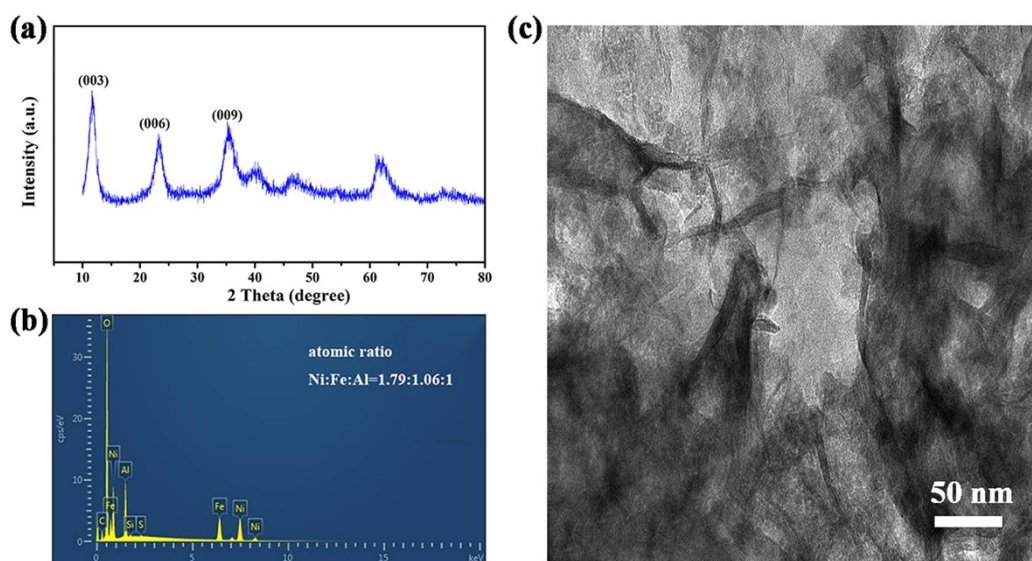 (a)
(003)
(006)
(009)
Intensity (a.u.)
10 20 30 40 50 60 70 80
2 Theta (degree)
(b)
atomic ratio
Ni:Fe:Al=1.79:1.06:1
cps/eV
30
20
10
0
O
Ni
Al
Fe
C
Si
S
Fe
Ni
Ni
0 5 10 15 keV
(c)
50 nm